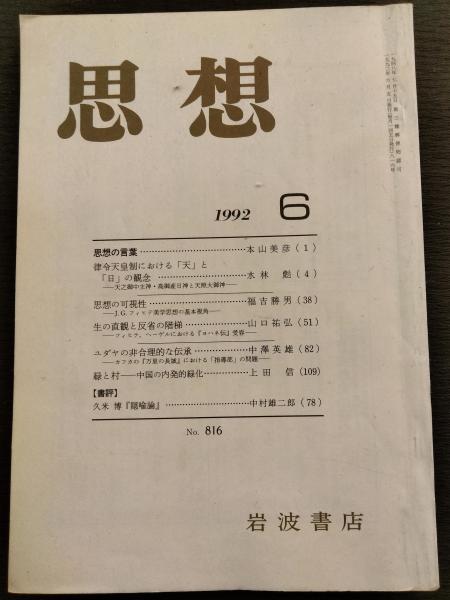 思想
1992 6
思想の言葉 本山美彦 (1)
律令天皇制における「天」と
「日」の観念 水林 彪 (4)
——天之御中主神・高御産日神と天照大御神——
思想の可視性 福吉勝男 (38)
——J.G.フィヒテ美学思想の基本視角——
生の直観と反省の階梯 山口祐弘 (51)
——フィヒテ、ヘーゲルにおける『ヨハネ伝』受容——
ユダヤの非合理的な伝承 中澤英雄 (82)
——カフカの『万里の長城』における「指導部」の問題——
緑と村——中国の内発的緑化 上田 信 (109)
【書評】
久米 博『隠喩論』 中村雄二郎 (78)
No. 816
岩波書店